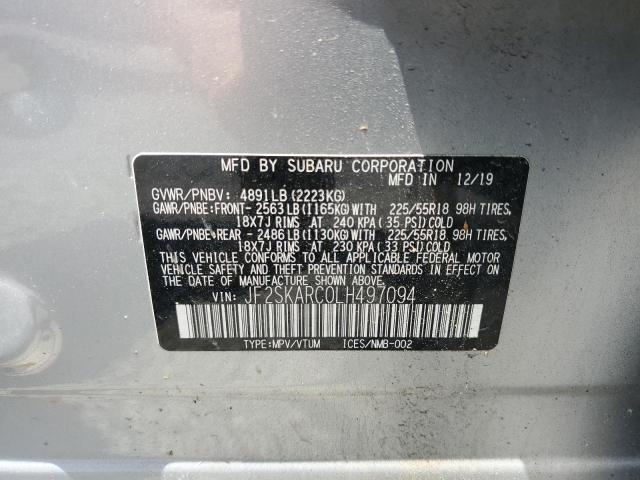 MFD BY SUBARU CORPORATION
MFD IN 12/19
GVWR/PNBV: 4891LB (2223KG)
GAWR/PNBE:FRONT-2563LB (1165KG) WITH 225/55R18 98H TIRES,
18X7J RIMS AT 240 KPA ( 35 PSI) COLD
GAWR/PNBE:REAR-2486LB (1130KG) WITH 225/55R18 98H TIRES,
18X7J RIMS AT 230 KPA ( 33 PSI) COLD
THIS VEHICLE CONFORMS TO ALL APPLICABLE FEDERAL MOTOR
VEHICLE SAFETY AND THEFT PREVENTION STANDARDS IN EFFECT ON
THE DATE OF MANUFACTURE SHOWN ABOVE.
VIN: JF2SKARC0LH497094
TYPE:MPV/VTUM ICES/NMB-002